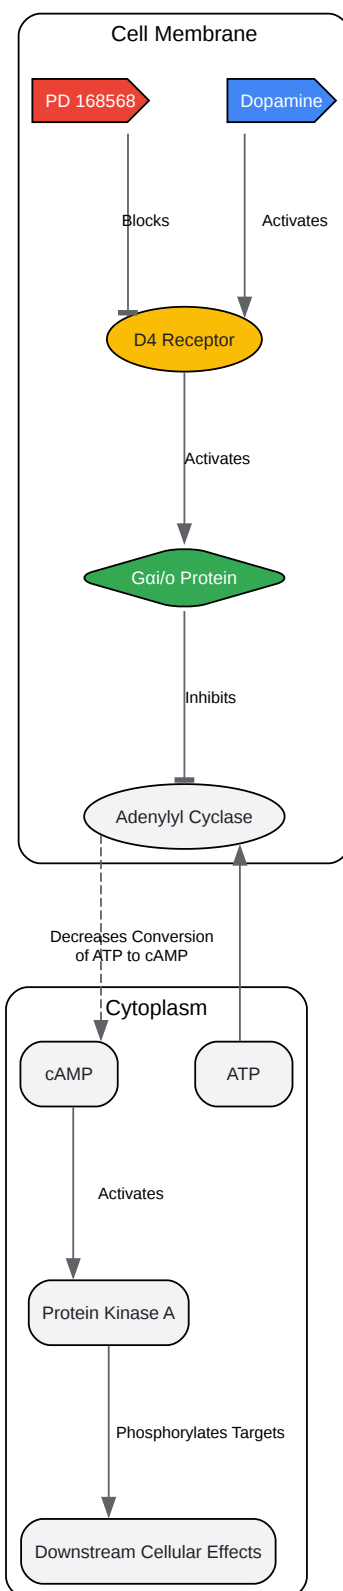 Cell Membrane
PD 168568
Dopamine
Blocks
Activates
D4 Receptor
Activates
Gαi/o Protein
Inhibits
Adenylyl Cyclase
Decreases Conversion
of ATP to cAMP
Cytoplasm
cAMP
ATP
Activates
Protein Kinase A
Phosphorylates Targets
Downstream Cellular Effects